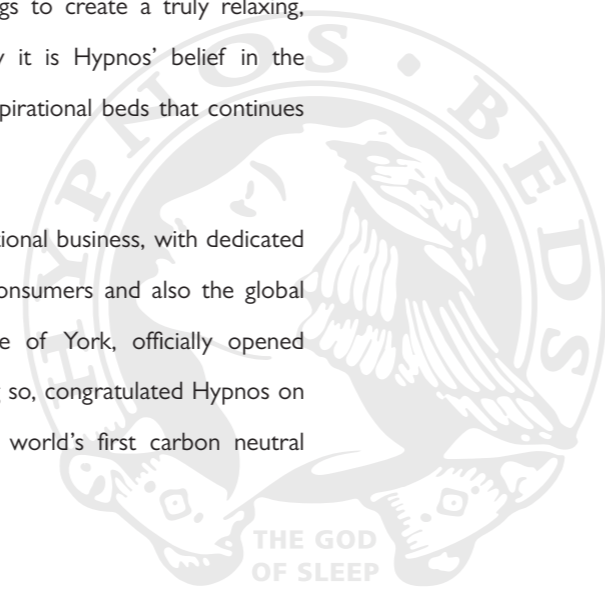 gs to create a truly relaxing,
it is Hypnos’ belief in the
pirational beds that continues
tional business, with dedicated
onsumers and also the global
e of York, officially opened
so, congratulated Hypnos on
world’s first carbon neutral
HYPNOS • BEDS
THE GOD
OF SLEEP